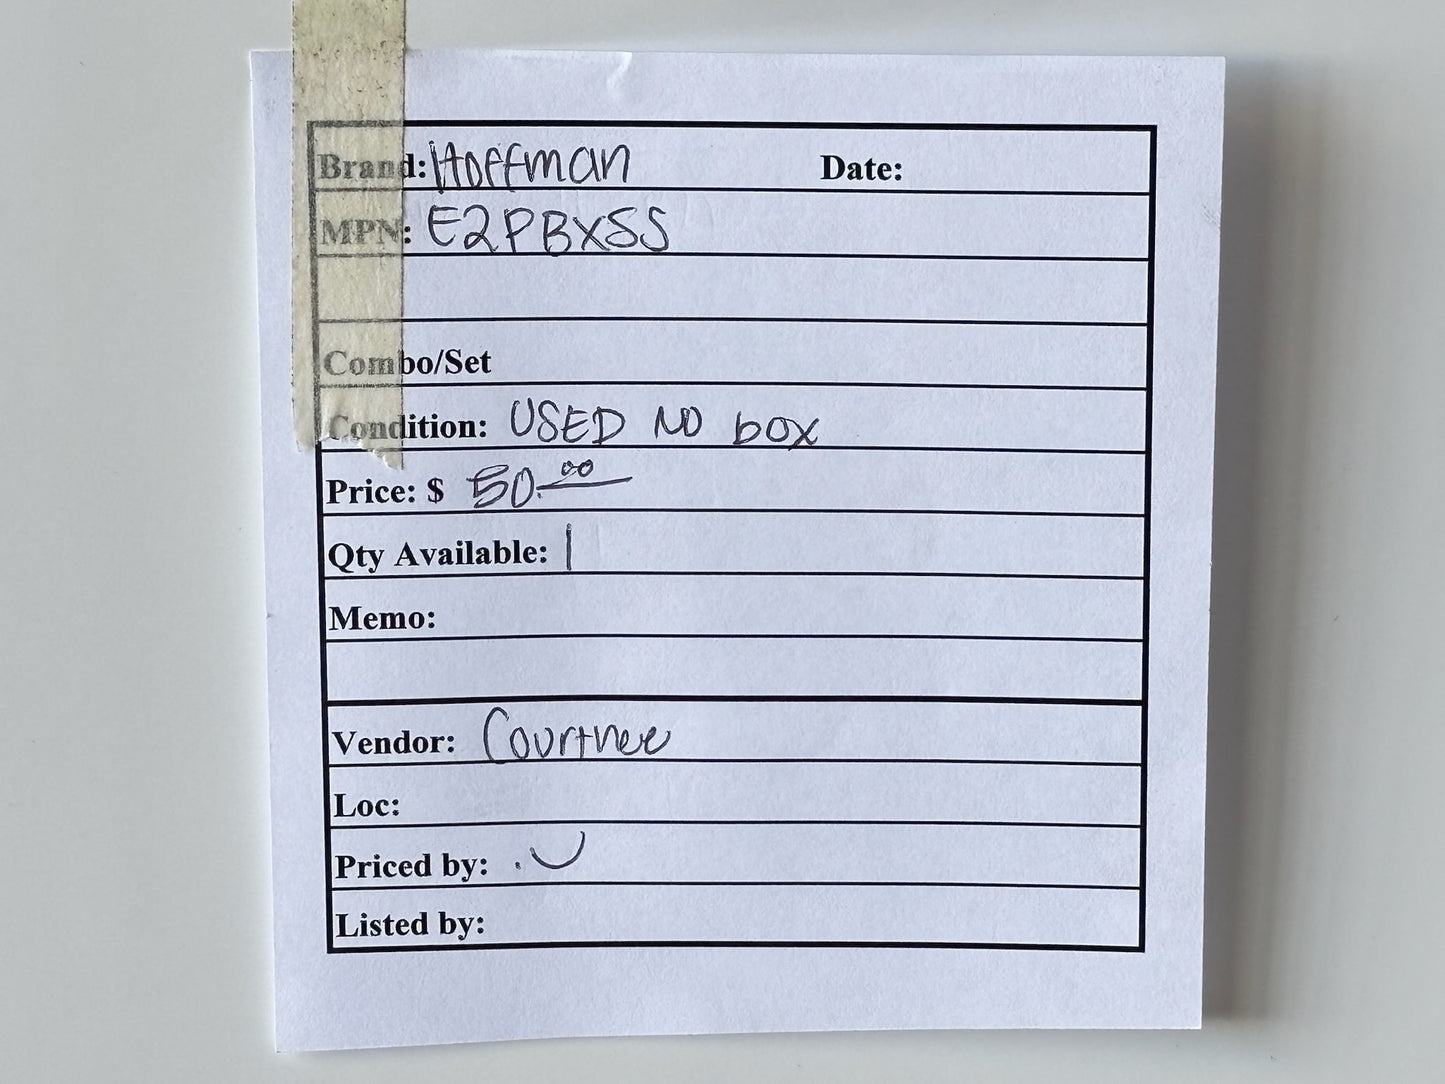 Brand: Hoffman Date:
MPN: E2PBXSS
Combo/Set
Condition: USED NO box
Price: $ 50.00
Qty Available: 1
Memo:
Vendor: Courtnee
Loc:
Priced by:
Listed by: